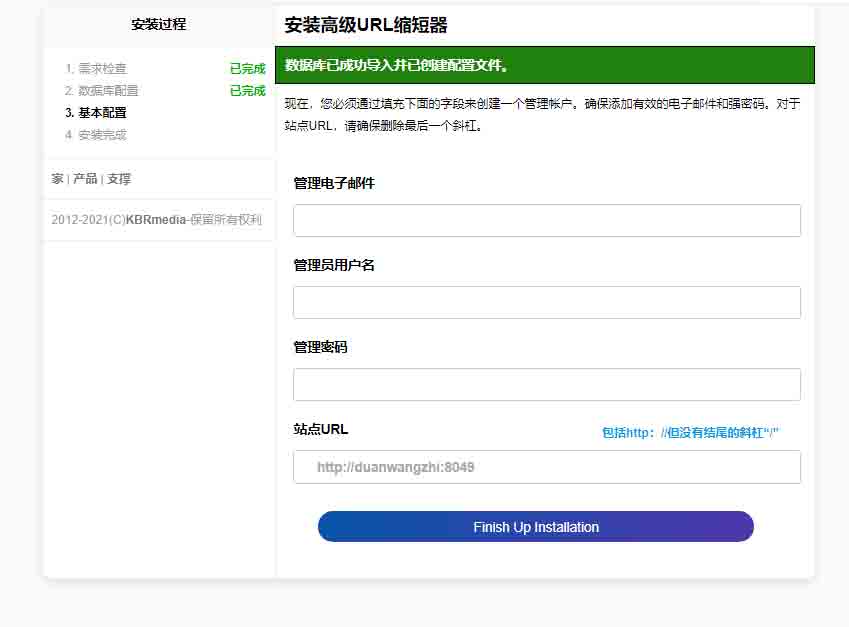 安装过程
1. 需求检查 已完成
2. 数据库配置 已完成
3. 基本配置
4. 安装完成
家 | 产品 | 支撑
2012-2021(C)KBRmedia-保留所有权利
安装高级URL缩短器
数据库已成功导入并已创建配置文件。
现在，您必须通过填充下面的字段来创建一个管理帐户。确保添加有效的电子邮件和强密码。对于
站点URL，请确保删除最后一个斜杠。
管理电子邮件
管理员用户名
管理密码
站点URL 包括http：//但没有结尾的斜杠“/”
http://duanwangzhi:8049
Finish Up Installation